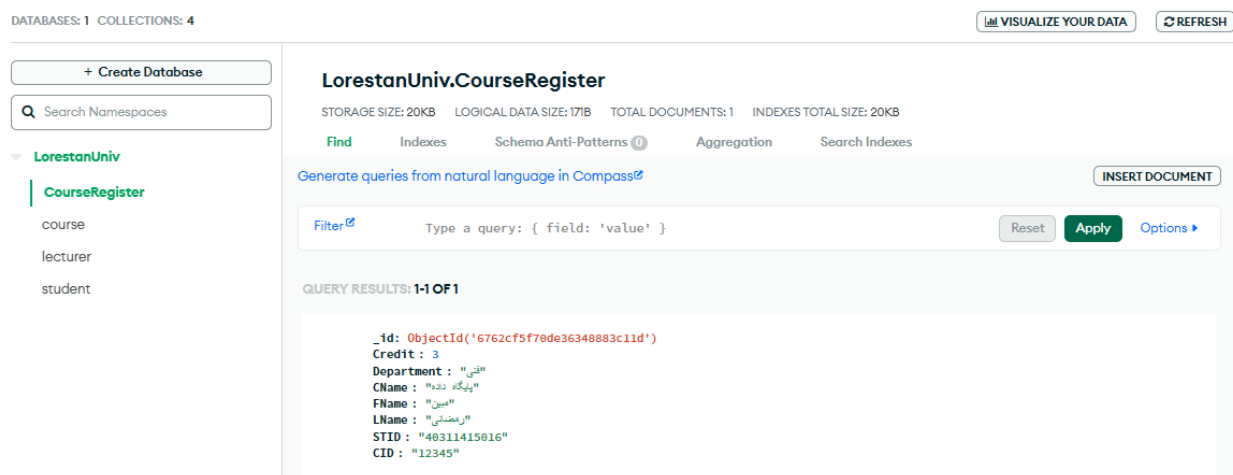 DATABASES: 1 COLLECTIONS: 4
VISUALIZE YOUR DATA
REFRESH
+ Create Database
Search Namespaces
LorestanUniv
CourseRegister
course
lecturer
student
LorestanUniv.CourseRegister
STORAGE SIZE: 20KB LOGICAL DATA SIZE: 171B TOTAL DOCUMENTS: 1 INDEXES TOTAL SIZE: 20KB
Find Indexes Schema Anti-Patterns 0 Aggregation Search Indexes
Generate queries from natural language in Compass
INSERT DOCUMENT
Filter Type a query: { field: 'value' } Reset Apply Options
QUERY RESULTS: 1-1 OF 1
_id: ObjectId('6762cf5f70de36348883c11d')
Credit : 3
Department : "فنی"
CName : "پایگاه داده"
FName : "مبین"
LName : "رمضانی"
STID : "40311415016"
CID : "12345"